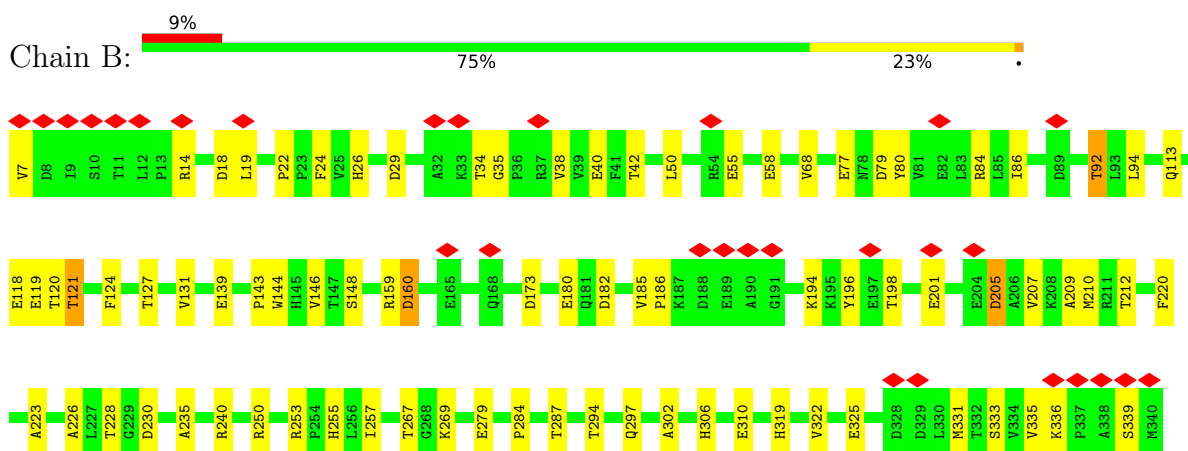 9%
Chain B:
75% 23% •
V7 D8 I9 S10 T11 L12 P13 R14 D18 L19 P22 P23 F24 V25 H26 D29 A32 K33 T34 G35 P36 R37 V38 V39 E40 F41 T42 L50 R54 E55 E58 V68 E77 N78 D79 Y80 V81 E82 L83 R84 L85 I86 D89 T92 L93 L94 Q113
E118 E119 T120 T121 F124 T127 V131 E139 P143 W144 H145 V146 T147 S148 R159 D160 E165 Q168 D173 E180 Q181 D182 V185 P186 K187 D188 E189 A190 G191 K194 K195 Y196 E197 T198 E201 E204 D205 A206 V207 K208 A209 M210 R211 T212 F220
A223 A226 L227 T228 G229 D230 A235 R240 R250 R253 P254 H255 L256 I257 T267 G268 K269 E279 P284 T287 T294 Q297 A302 H306 E310 H319 V322 E325 D328 D329 L330 M331 T332 S333 V334 V335 K336 P337 A338 S339 M340